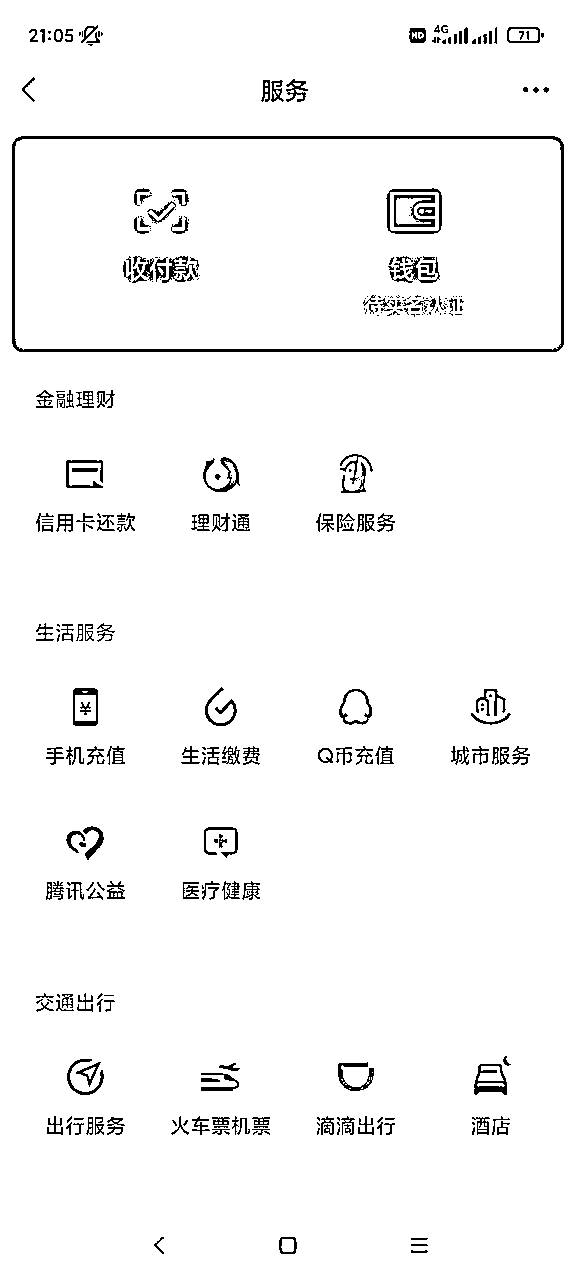 21:05 HD 4G 71
服务
收付款 钱包
待实名认证
金融理财
信用卡还款 理财通 保险服务
生活服务
手机充值 生活缴费 Q币充值 城市服务
腾讯公益 医疗健康
交通出行
出行服务 火车票机票 滴滴出行 酒店